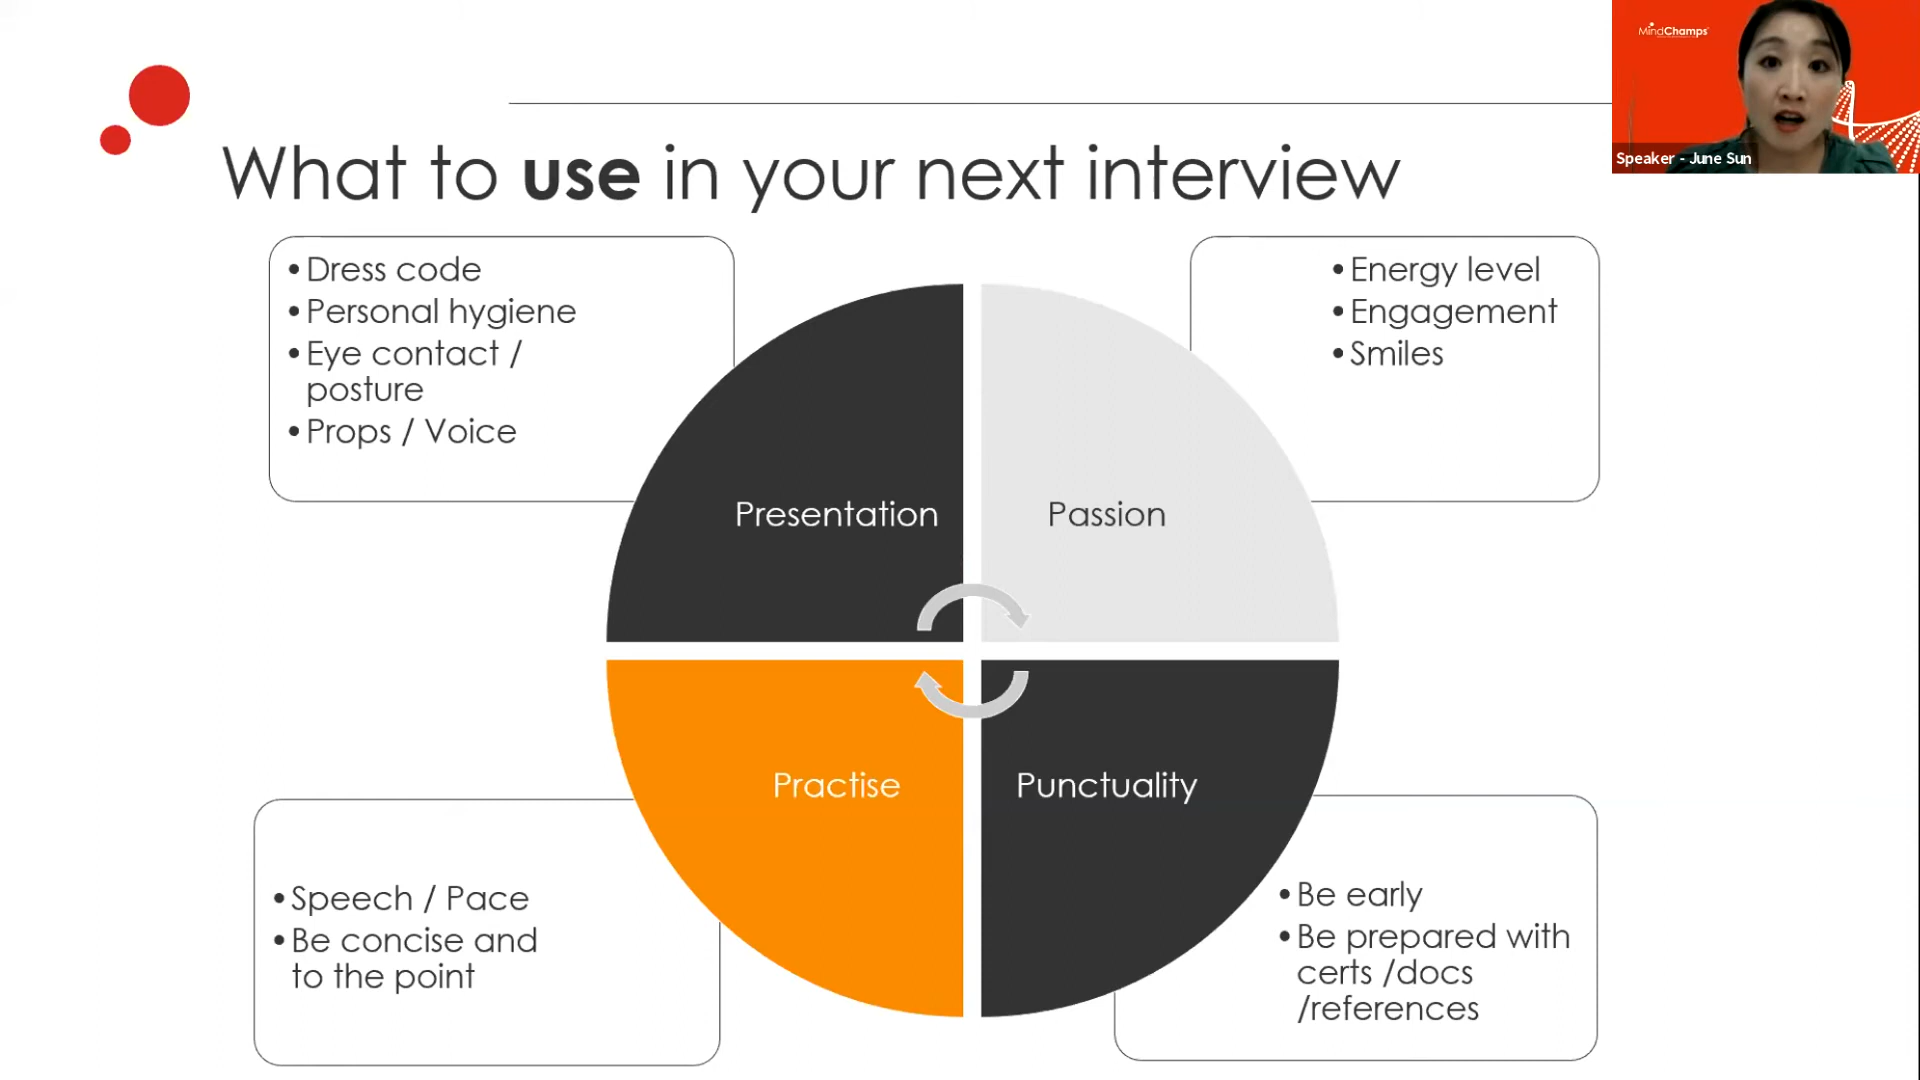 MindChamps
Speaker - June Sun
What to use in your next interview
•Dress code
•Personal hygiene
•Eye contact /
posture
•Props / Voice
•Energy level
•Engagement
•Smiles
Presentation
Passion
Practise
Punctuality
•Speech / Pace
•Be concise and
to the point
•Be early
•Be prepared with
certs /docs
/references